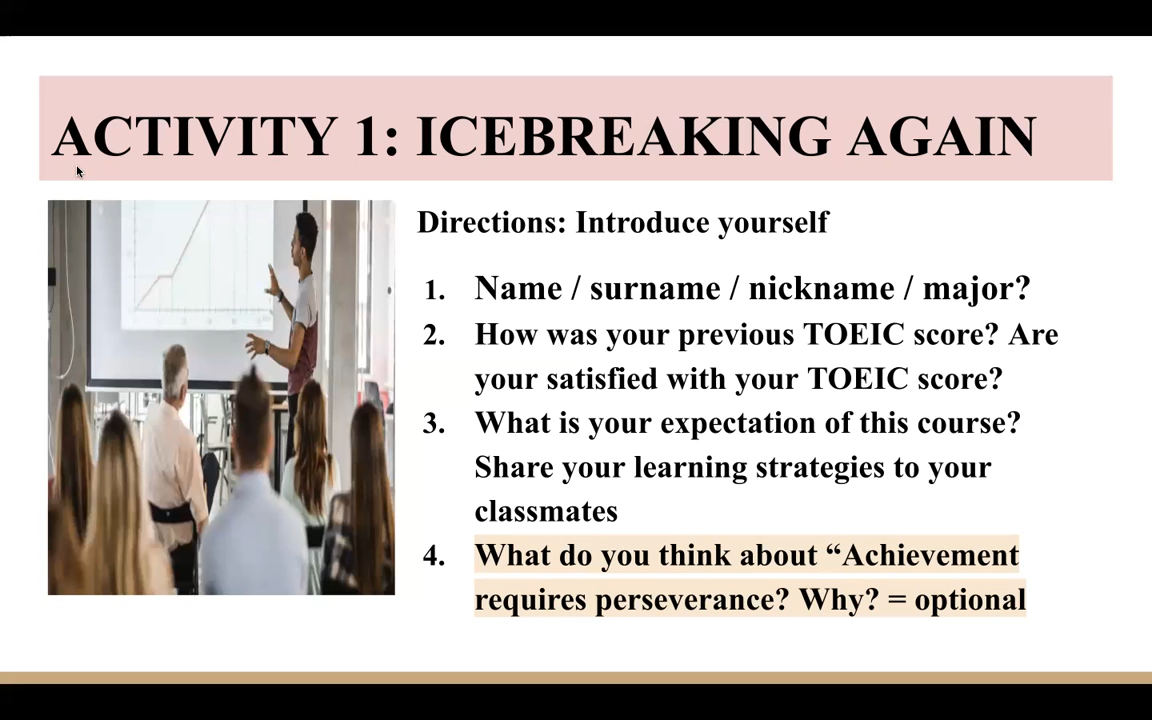 ACTIVITY 1: ICEBREAKING AGAIN
Directions: Introduce yourself
1. Name / surname / nickname / major?
2. How was your previous TOEIC score? Are
your satisfied with your TOEIC score?
3. What is your expectation of this course?
Share your learning strategies to your
classmates
4. What do you think about “Achievement
requires perseverance? Why? = optional